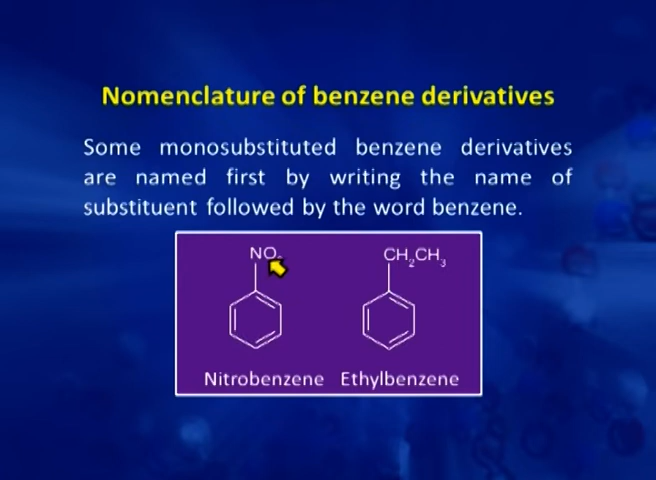 Nomenclature of benzene derivatives
Some monosubstituted benzene derivatives
are named first by writing the name of
substituent followed by the word benzene.
NO CH₂CH₃
Nitrobenzene Ethylbenzene